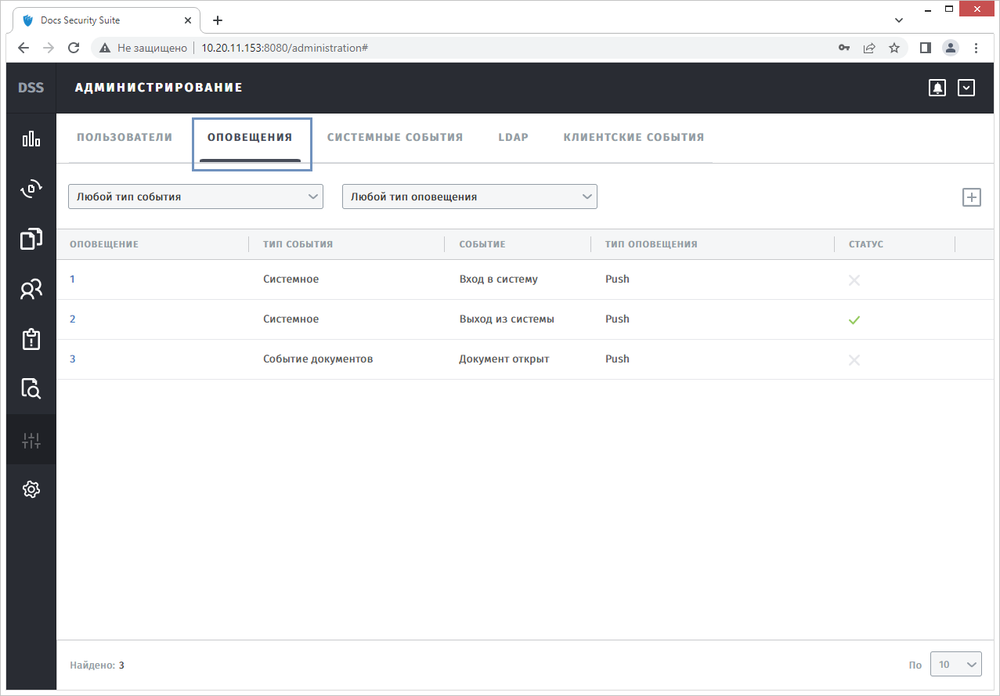 Docs Security Suite
Не защищено 10.20.11.153:8080/administration#
DSS АДМИНИСТРИРОВАНИЕ
ПОЛЬЗОВАТЕЛИ ОПОВЕЩЕНИЯ СИСТЕМНЫЕ СОБЫТИЯ LDAP КЛИЕНТСКИЕ СОБЫТИЯ
Любой тип события Любой тип оповещения
ОПОВЕЩЕНИЕ ТИП СОБЫТИЯ СОБЫТИЕ ТИП ОПОВЕЩЕНИЯ СТАТУС
1 Системное Вход в систему Push
2 Системное Выход из системы Push
3 Событие документов Документ открыт Push
Найдено: 3 По 10